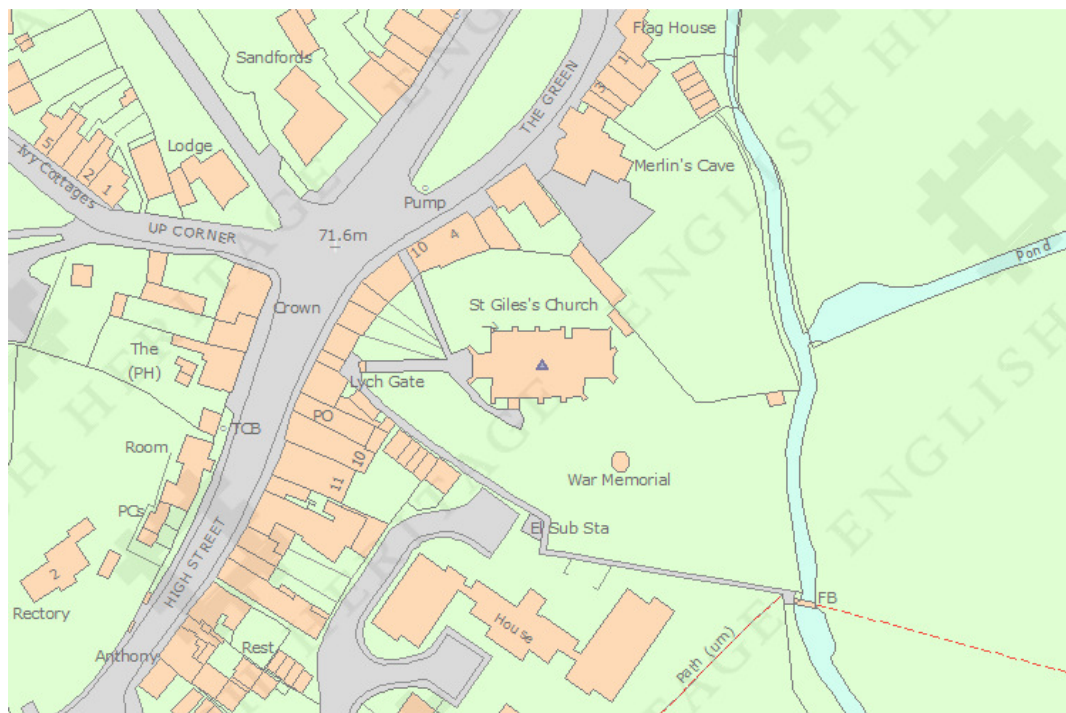 Flag House
Sandfords
THE GREEN
1
3
5
Ivy Cottages
2
1
Lodge
Merlin's Cave
Pump
UP CORNER
71.6m
10
4
Pond
Crown
St Giles's Church
The
(PH)
Lych Gate
PO
TCB
Room
10
11
War Memorial
PCs
El Sub Sta
HIGH STREET
2
Rectory
FB
House
Path (um)
Rest
Anthony
ENGLISH HERITAGE